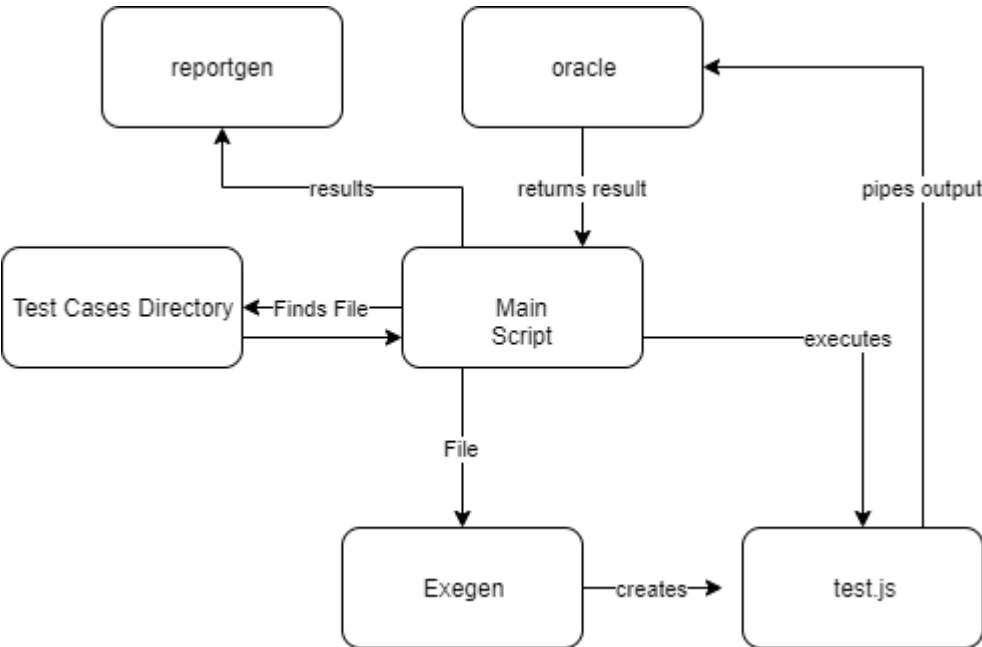 reportgen
oracle
results
returns result
pipes output
Test Cases Directory
Finds File
Main
Script
executes
File
Exegen
creates
test.js